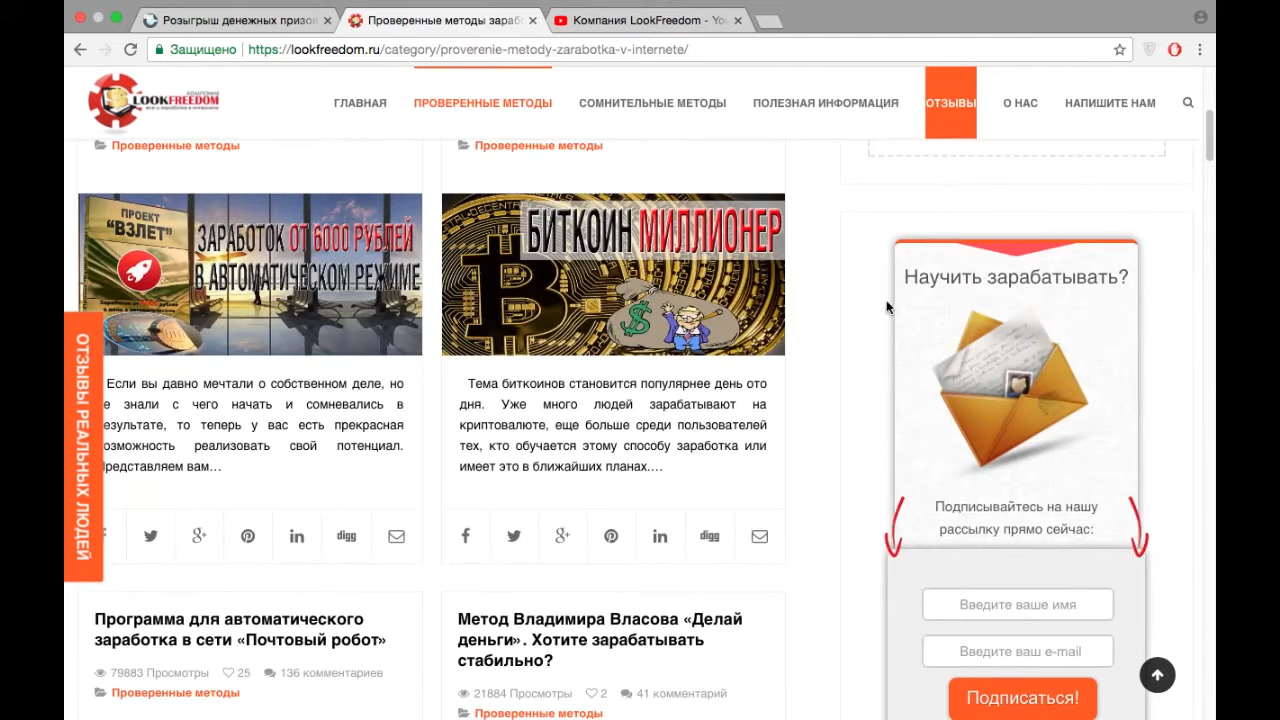 Розыгрыш денежных призов
Проверенные методы зараб
Компания LookFreedom - You
Защищено
https://lookfreedom.ru/category/proverenie-metody-zarabotka-v-internete/
КОМПАНИЯ
LOOKFREEDOM
ГЛАВНАЯ
ПРОВЕРЕННЫЕ МЕТОДЫ
СОМНИТЕЛЬНЫЕ МЕТОДЫ
ПОЛЕЗНАЯ ИНФОРМАЦИЯ
ОТЗЫВЫ
О НАС
НАПИШИТЕ НАМ
Проверенные методы
Проверенные методы
ПРОЕКТ
"ВЗЛЕТ"
ЗАРАБОТОК ОТ 6000 РУБЛЕЙ
В АВТОМАТИЧЕСКОМ РЕЖИМЕ
БИТКОИН МИЛЛИОНЕР
Если вы давно мечтали о собственном деле, но
е знали с чего начать и сомневались в
езультате, то теперь у вас есть прекрасная
озможность реализовать свой потенциал.
Представляем вам…
Тема биткоинов становится популярнее день ото
дня. Уже много людей зарабатывают на
криптовалюте, еще больше среди пользователей
тех, кто обучается этому способу заработка или
имеет это в ближайших планах.…
digg
digg
ОТЗЫВЫ РЕАЛЬНЫХ ЛЮДЕЙ
Программа для автоматического
заработка в сети «Почтовый робот»
79883 Просмотры 25 136 комментариев
Проверенные методы
Метод Владимира Власова «Делай
деньги». Хотите зарабатывать
стабильно?
21884 Просмотры 2 41 комментарий
Проверенные методы
Научить зарабатывать?
Подписывайтесь на нашу
рассылку прямо сейчас:
Введите ваше имя
Введите ваш e-mail
Подписаться!